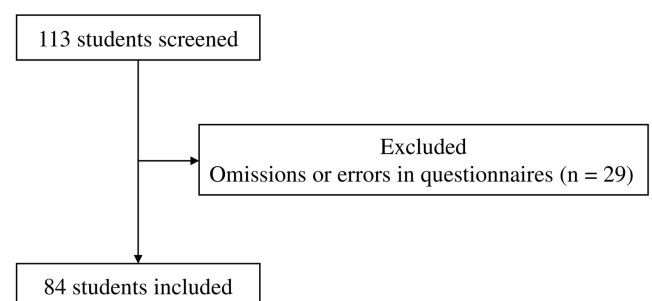 113 students screened
Excluded
Omissions or errors in questionnaires (n = 29)
84 students included